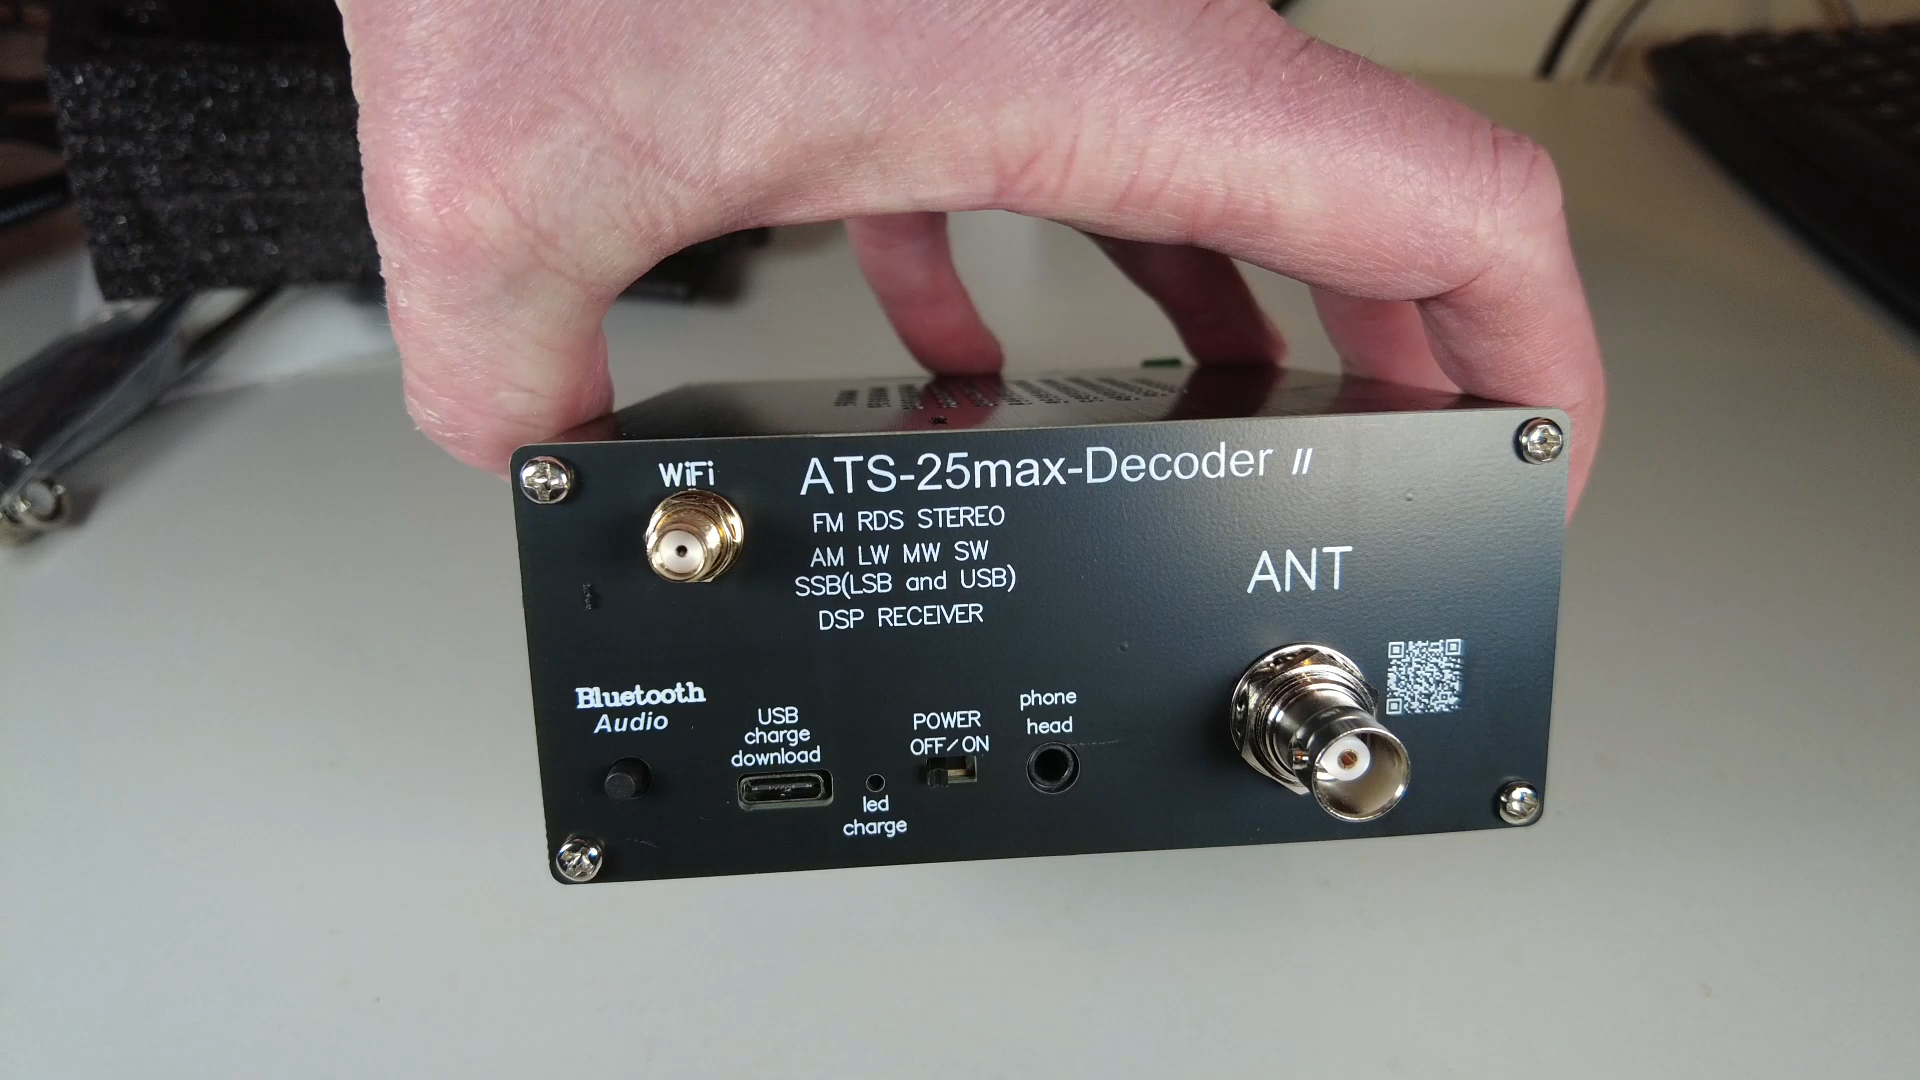 WiFi
ATS-25max-Decoder II
FM RDS STEREO
AM LW MW SW
SSB(LSB and USB)
DSP RECEIVER
ANT
Bluetooth
Audio
USB
charge
download
led
charge
POWER
OFF/ON
phone
head